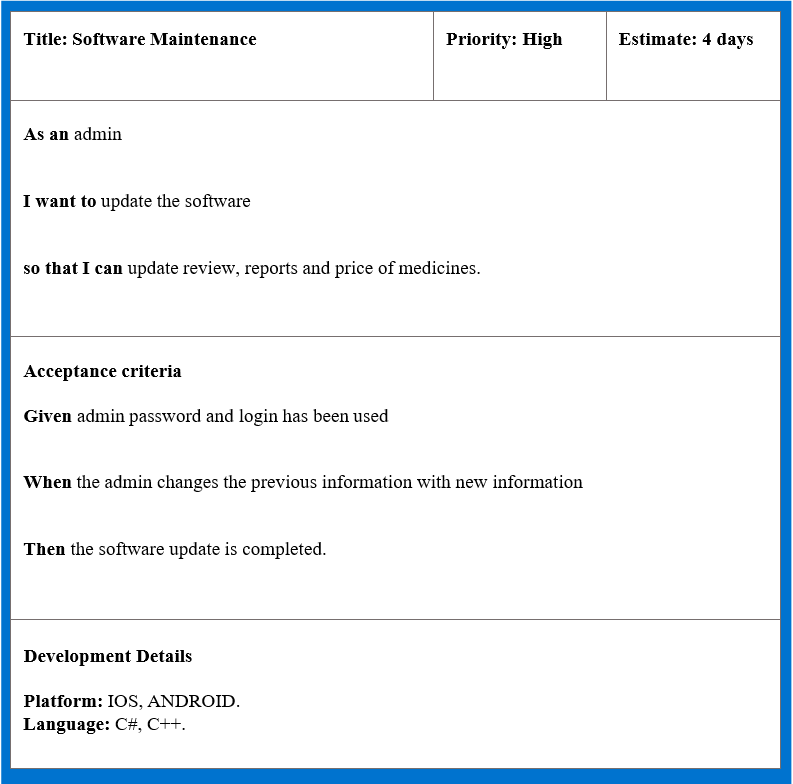 Title: Software Maintenance Priority: High Estimate: 4 days
As an admin
I want to update the software
so that I can update review, reports and price of medicines.
Acceptance criteria
Given admin password and login has been used
When the admin changes the previous information with new information
Then the software update is completed.
Development Details
Platform: IOS, ANDROID.
Language: C#, C++.